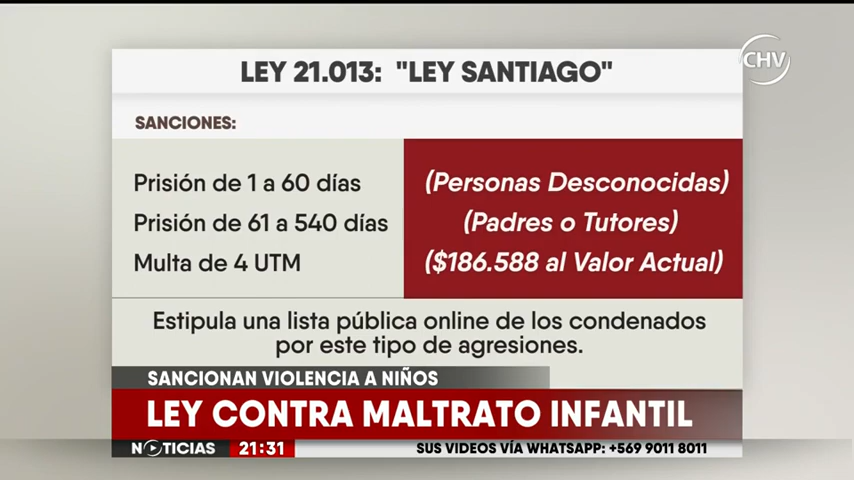 CHV
LEY 21.013: "LEY SANTIAGO"
SANCIONES:
Prisión de 1 a 60 días (Personas Desconocidas)
Prisión de 61 a 540 días (Padres o Tutores)
Multa de 4 UTM ($186.588 al Valor Actual)
Estipula una lista pública online de los condenados
por este tipo de agresiones.
SANCIONAN VIOLENCIA A NIÑOS
LEY CONTRA MALTRATO INFANTIL
NOTICIAS 21:31 SUS VIDEOS VÍA WHATSAPP: +569 9011 8011